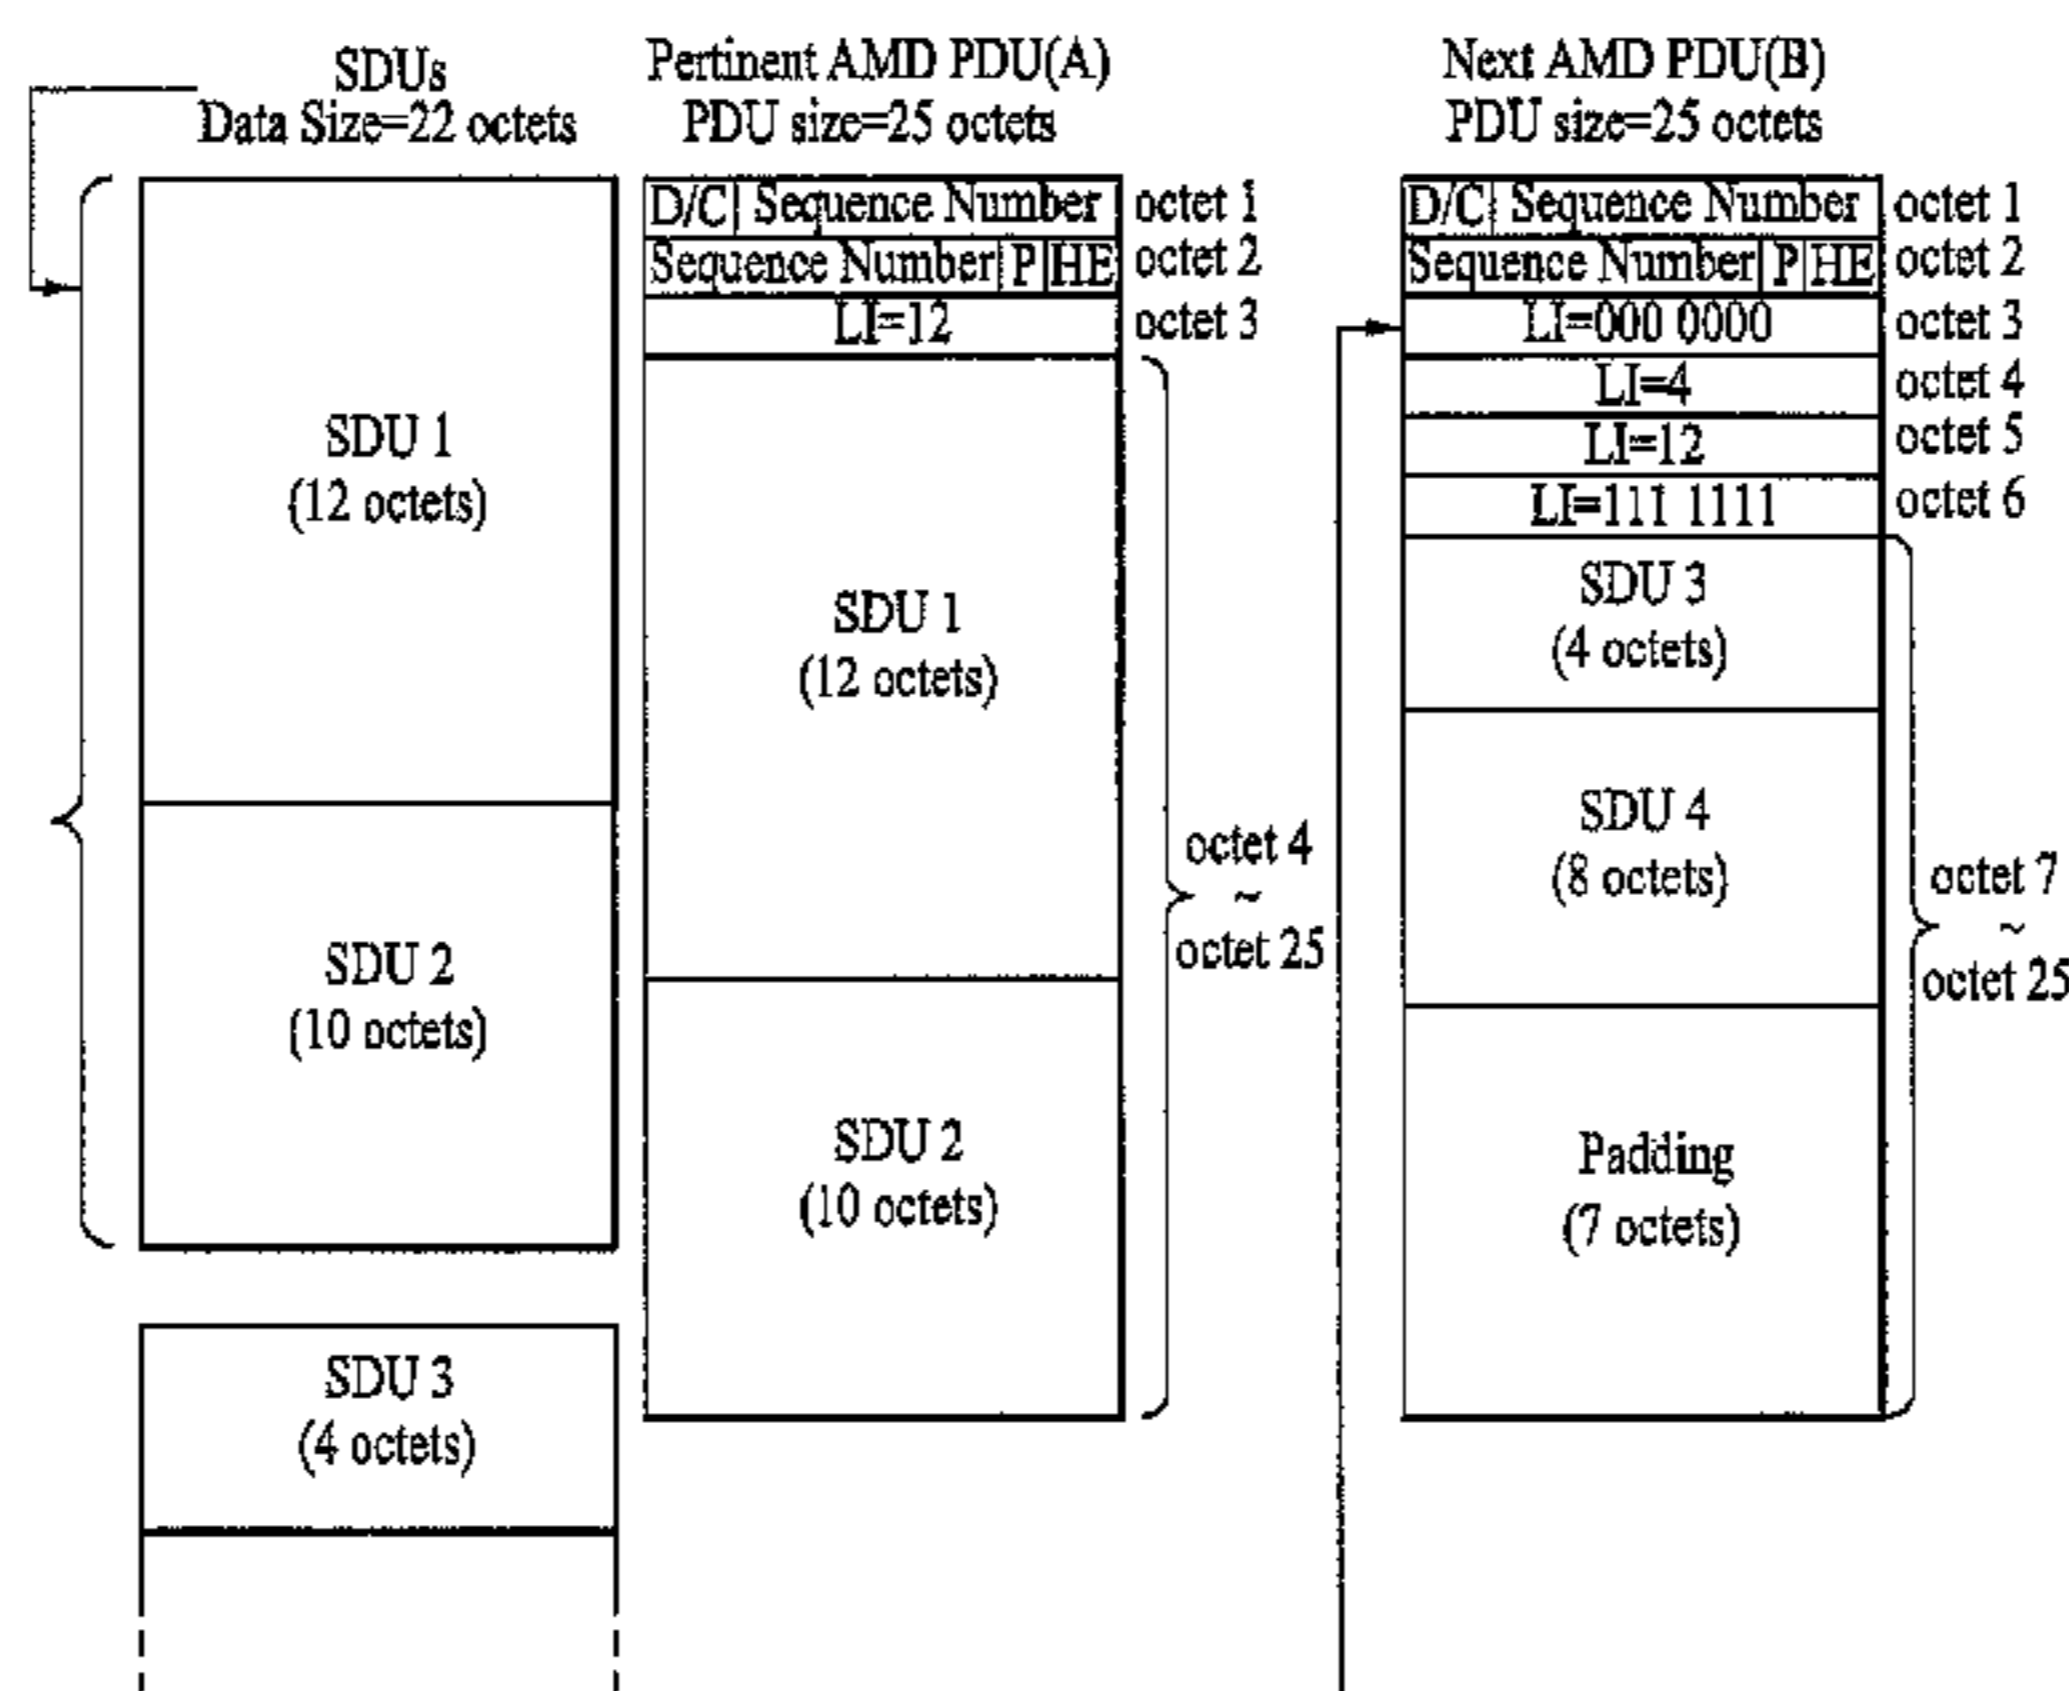 SDUs
Data Size=22 octets
SDU 1
(12 octets)
SDU 2
(10 octets)
SDU 3
(4 octets)
Pertinent AMD PDU(A)
PDU size=25 octets
D/C Sequence Number octet 1
Sequence Number P HE octet 2
LI=12 octet 3
SDU 1
(12 octets)
SDU 2
(10 octets)
octet 4
~
octet 25
Next AMD PDU(B)
PDU size=25 octets
D/C Sequence Number octet 1
Sequence Number P HE octet 2
LI=000 0000 octet 3
LI=4 octet 4
LI=12 octet 5
LI=111 1111 octet 6
SDU 3
(4 octets)
SDU 4
(8 octets)
Padding
(7 octets)
octet 7
~
octet 25